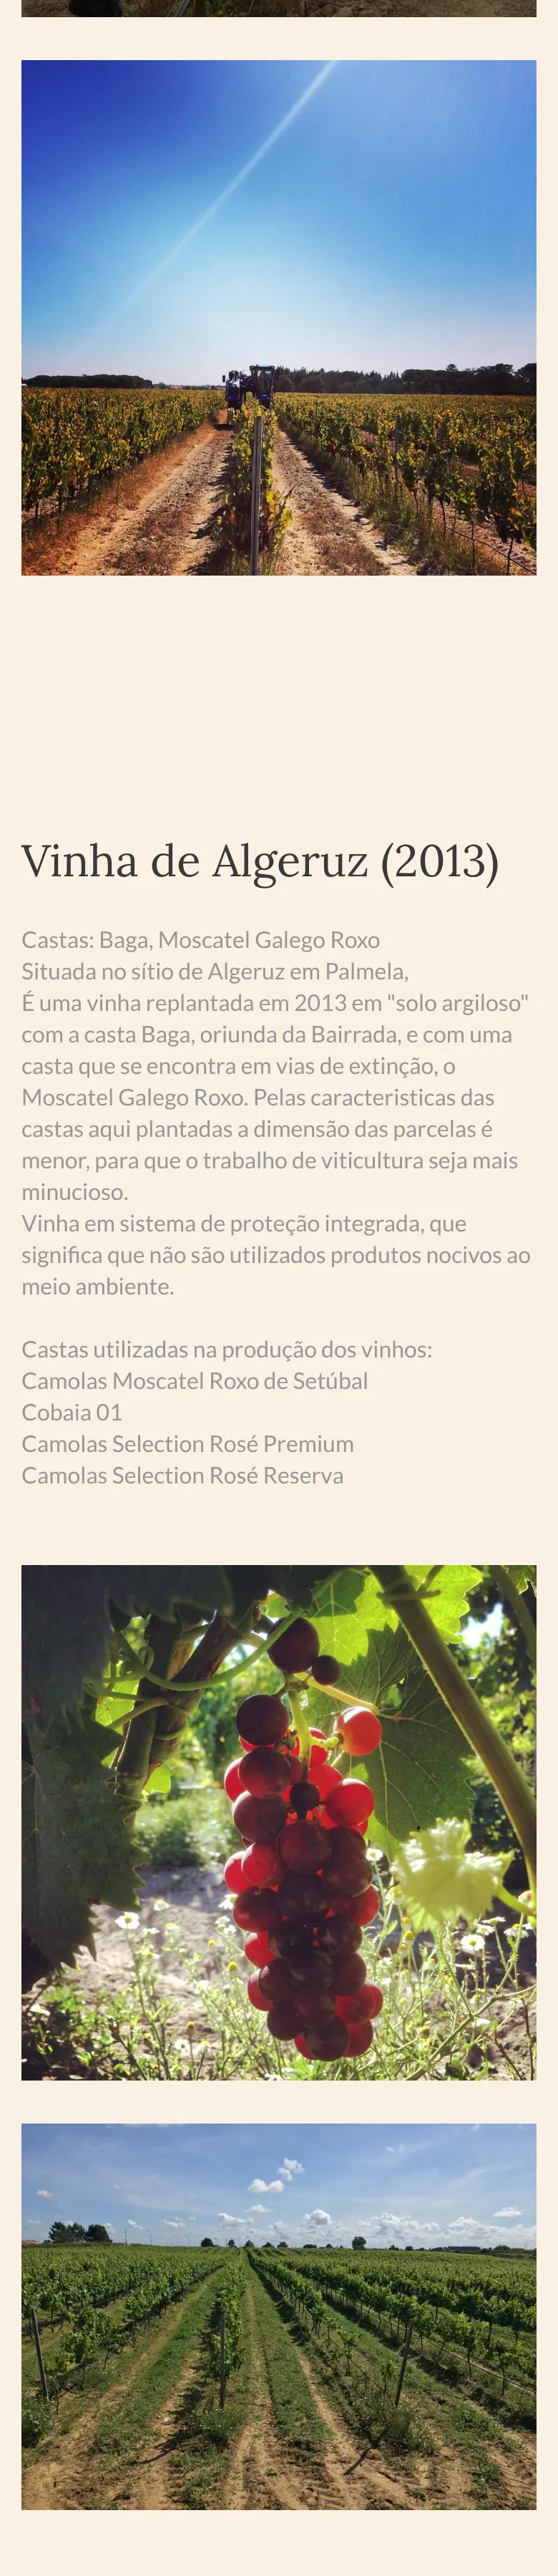 Vinha de Algeruz (2013)
Castas: Baga, Moscatel Galego Roxo
Situada no sítio de Algeruz em Palmela,
É uma vinha replantada em 2013 em "solo argiloso"
com a casta Baga, oriunda da Bairrada, e com uma
casta que se encontra em vias de extinção, o
Moscatel Galego Roxo. Pelas caracteristicas das
castas aqui plantadas a dimensão das parcelas é
menor, para que o trabalho de viticultura seja mais
minucioso.
Vinha em sistema de proteção integrada, que
significa que não são utilizados produtos nocivos ao
meio ambiente.
Castas utilizadas na produção dos vinhos:
Camolas Moscatel Roxo de Setúbal
Cobaia 01
Camolas Selection Rosé Premium
Camolas Selection Rosé Reserva